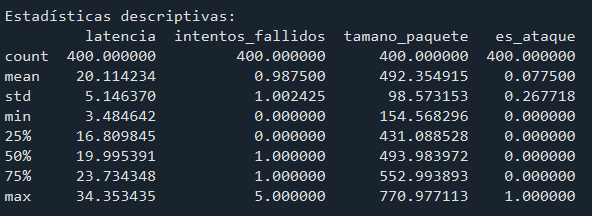 Estadísticas descriptivas:
latencia intentos_fallidos tamano_paquete es_ataque
count 400.000000 400.000000 400.000000 400.000000
mean 20.114234 0.987500 492.354915 0.077500
std 5.146370 1.002425 98.573153 0.267718
min 3.484642 0.000000 154.568296 0.000000
25% 16.809845 0.000000 431.088528 0.000000
50% 19.995391 1.000000 493.983972 0.000000
75% 23.734348 1.000000 552.993893 0.000000
max 34.353435 5.000000 770.977113 1.000000